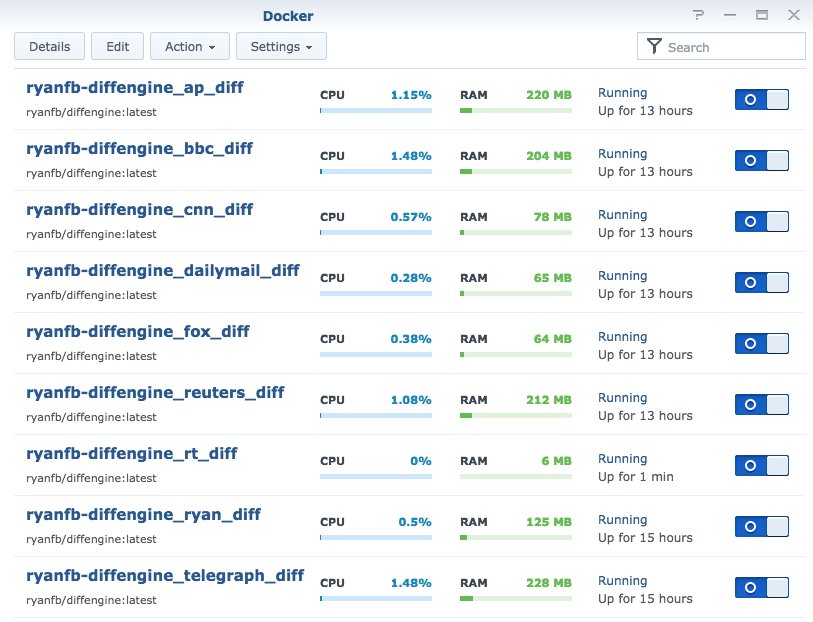 Docker
Details Edit Action Settings Search
ryanfb-diffengine_ap_diff CPU 1.15% RAM 220 MB Running
ryanfb/diffengine:latest Up for 13 hours
ryanfb-diffengine_bbc_diff CPU 1.48% RAM 204 MB Running
ryanfb/diffengine:latest Up for 13 hours
ryanfb-diffengine_cnn_diff CPU 0.57% RAM 78 MB Running
ryanfb/diffengine:latest Up for 13 hours
ryanfb-diffengine_dailymail_diff CPU 0.28% RAM 65 MB Running
ryanfb/diffengine:latest Up for 13 hours
ryanfb-diffengine_fox_diff CPU 0.38% RAM 64 MB Running
ryanfb/diffengine:latest Up for 13 hours
ryanfb-diffengine_reuters_diff CPU 1.08% RAM 212 MB Running
ryanfb/diffengine:latest Up for 13 hours
ryanfb-diffengine_rt_diff CPU 0% RAM 6 MB Running
ryanfb/diffengine:latest Up for 1 min
ryanfb-diffengine_ryan_diff CPU 0.5% RAM 125 MB Running
ryanfb/diffengine:latest Up for 15 hours
ryanfb-diffengine_telegraph_diff CPU 1.48% RAM 228 MB Running
ryanfb/diffengine:latest Up for 15 hours